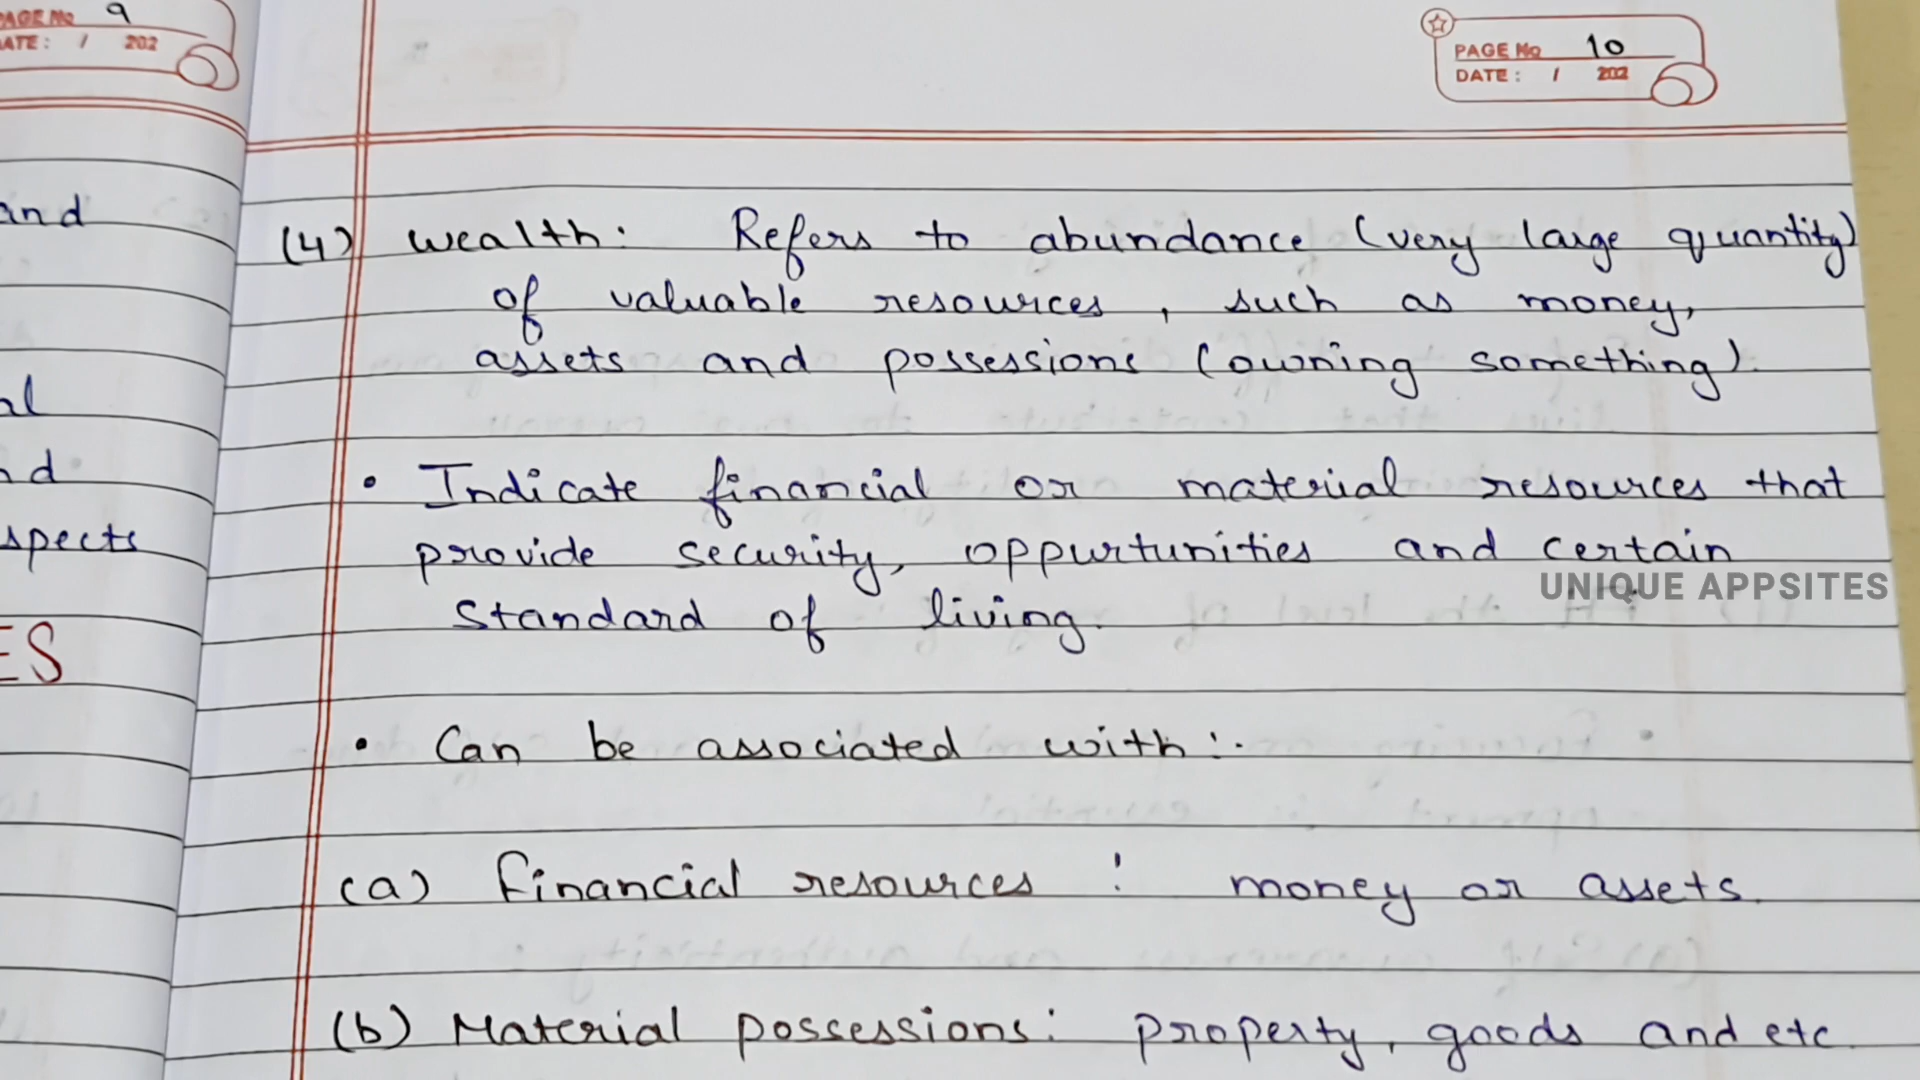 PAGE No 9
DATE: / 202
and
al
nd
spects
ES
PAGE No 10
DATE: / 202
(4) Wealth: Refers to abundance (very large quantity)
of valuable resources, such as money,
assets and possessions (owning something).
• Indicate financial or material resources that
provide security, oppurtunities and certain
standard of living.
UNIQUE APPSITES
• Can be associated with:-
(a) Financial resources : money or assets.
(b) Material possessions: property, goods and etc.